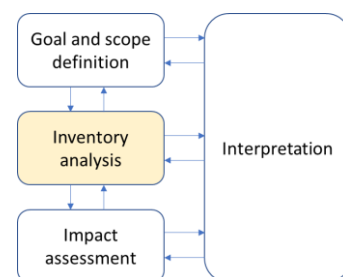 Goal and scope
definition
Inventory
analysis
Interpretation
Impact
assessment